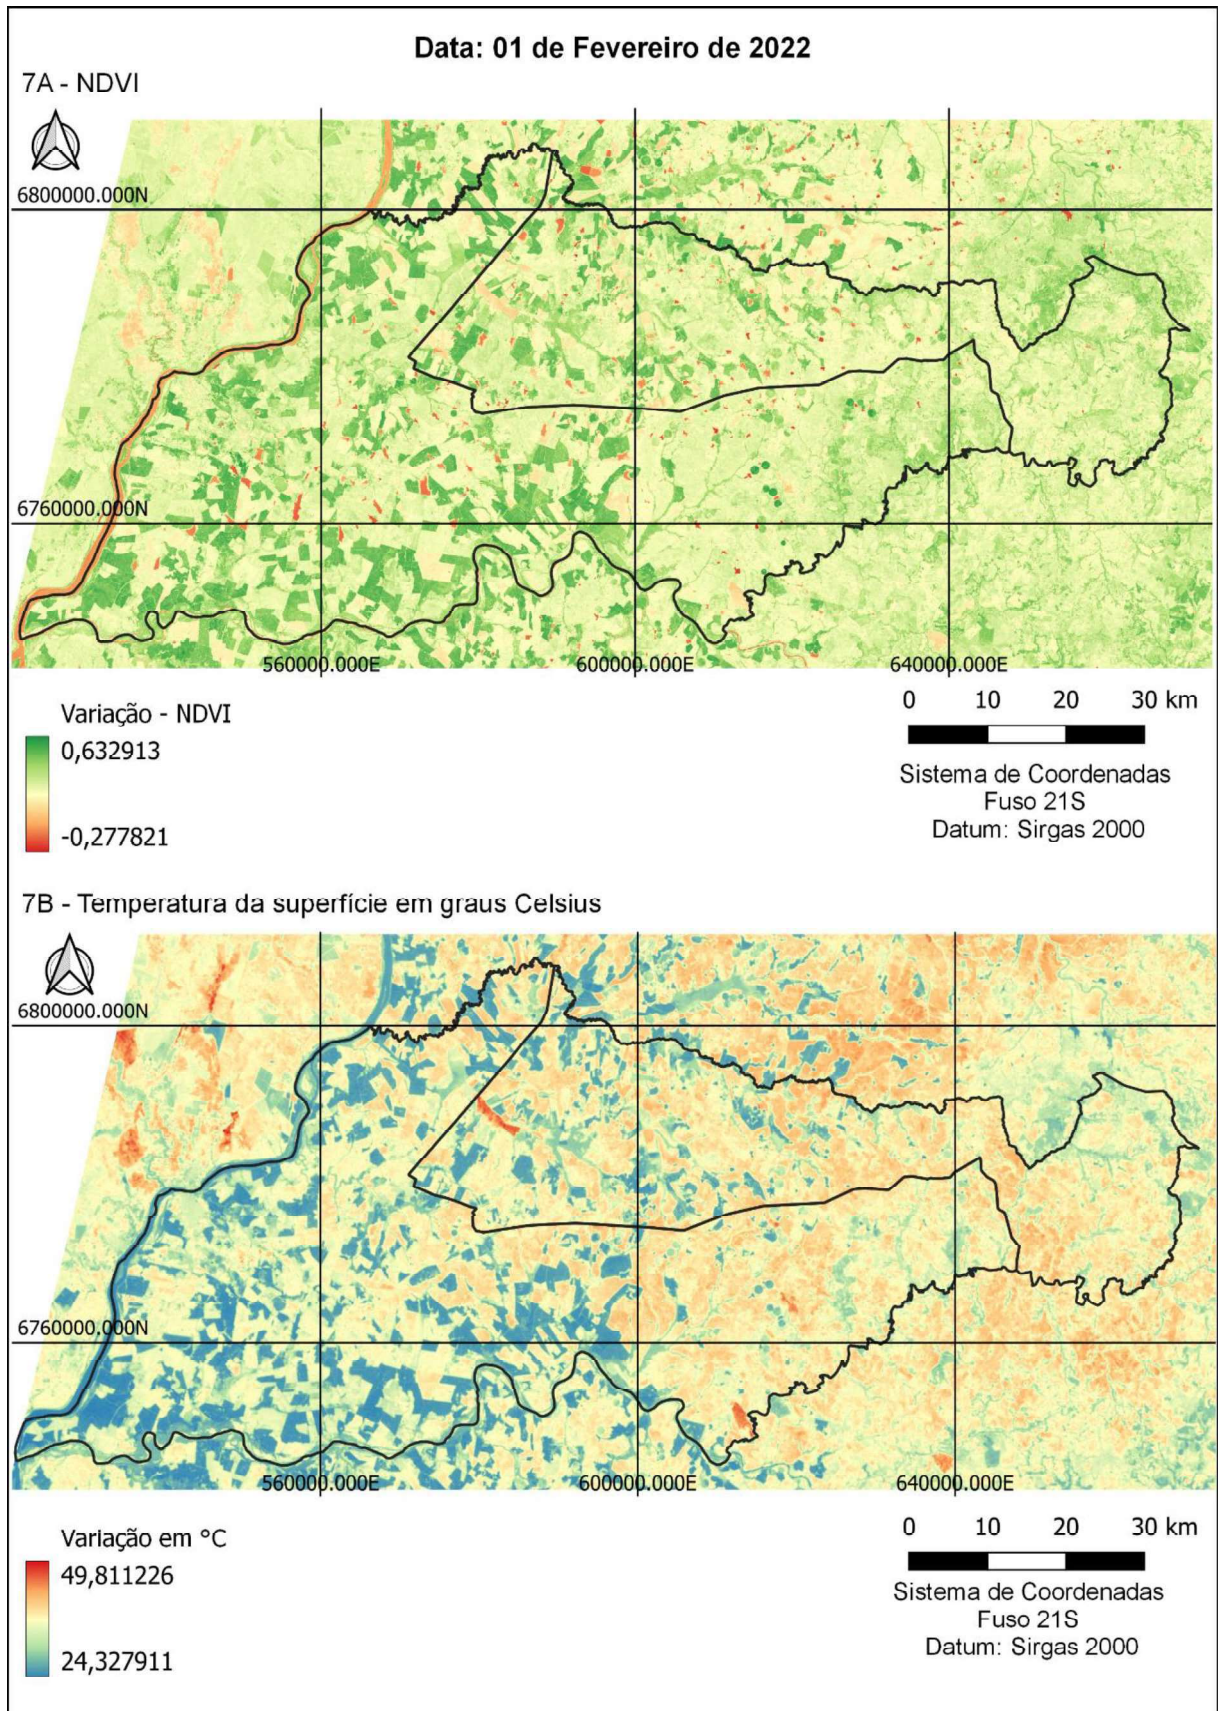 Data: 01 de Fevereiro de 2022
7A - NDVI
6800000.000N
6760000.000N
560000.000E
600000.000E
640000.000E
Variação - NDVI
0,632913
-0,277821
0 10 20 30 km
Sistema de Coordenadas
Fuso 21S
Datum: Sirgas 2000
7B - Temperatura da superfície em graus Celsius
6800000.000N
6760000.000N
560000.000E
600000.000E
640000.000E
Variação em °C
49,811226
24,327911
0 10 20 30 km
Sistema de Coordenadas
Fuso 21S
Datum: Sirgas 2000